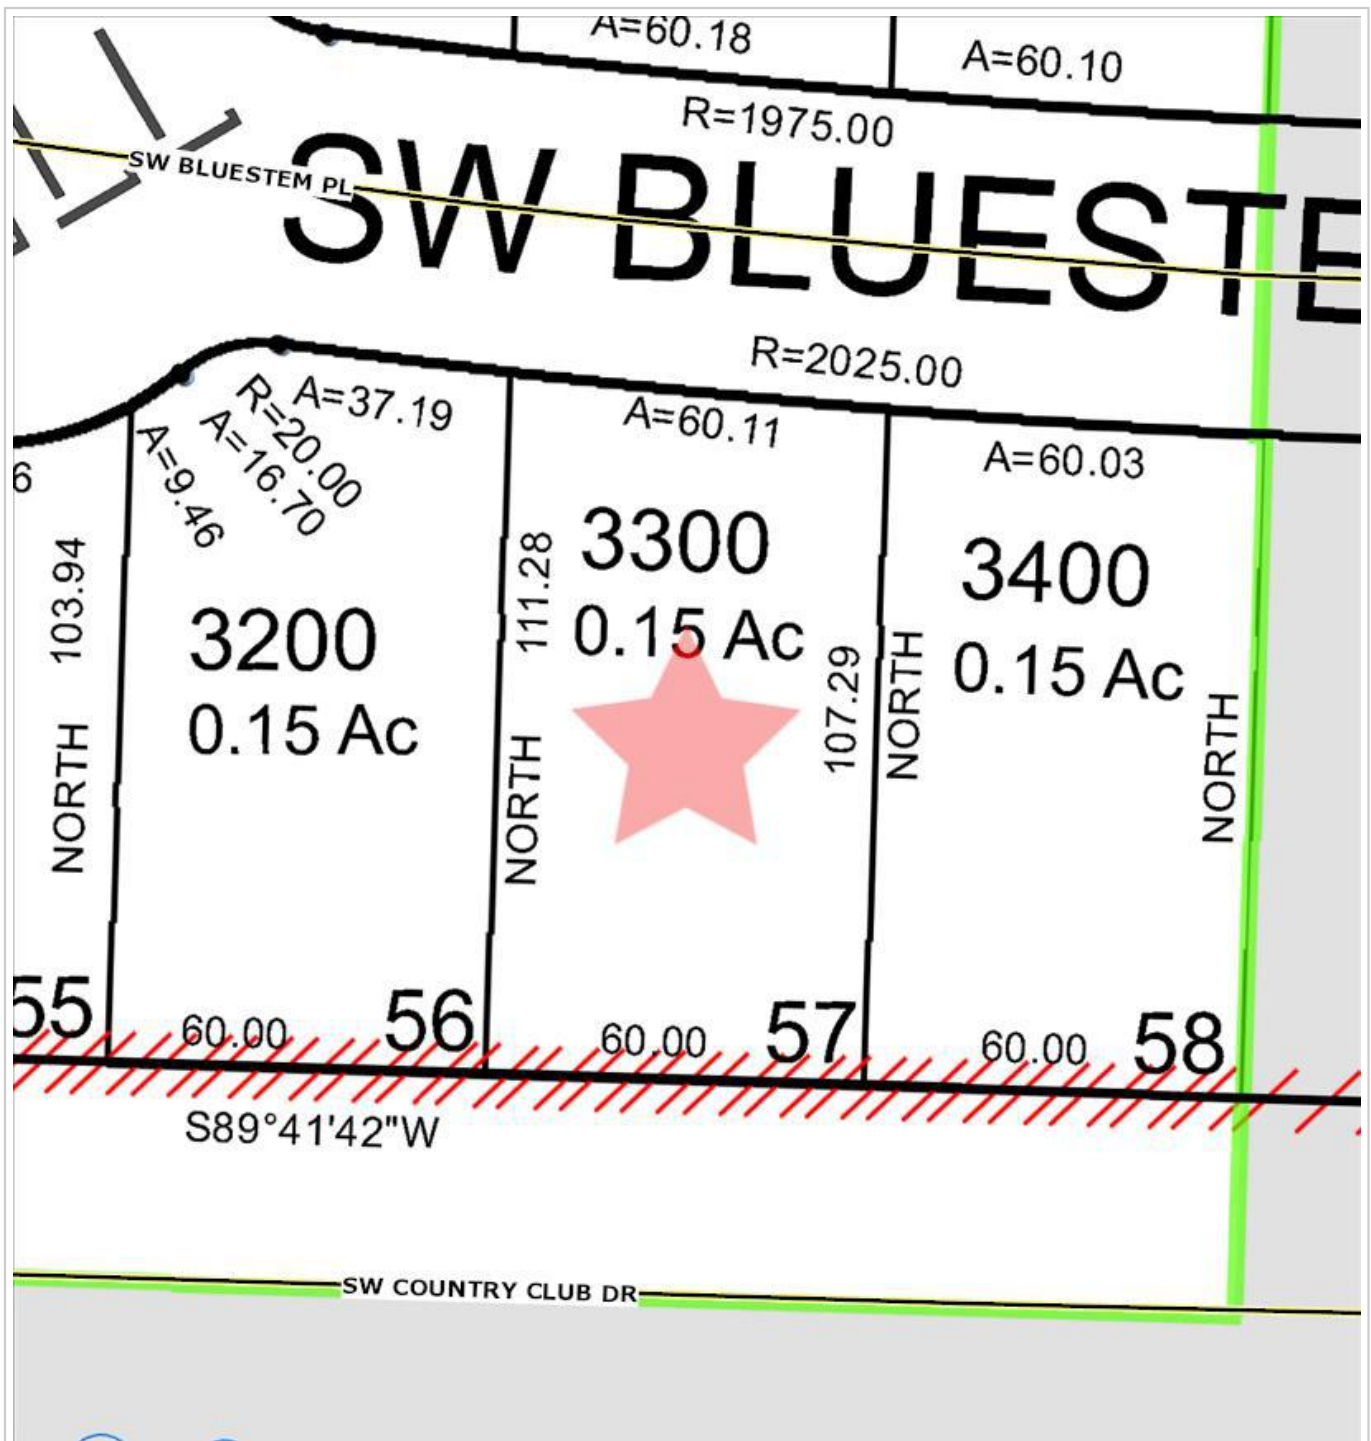 A=60.18
A=60.10
R=1975.00
SW BLUESTEM PL
SW BLUESTE
R=2025.00
A=37.19
R=20.00
A=16.70
A=9.46
A=60.11
A=60.03
6
103.94
NORTH
3200
0.15 Ac
111.28
NORTH
3300
0.15 Ac
107.29
NORTH
3400
0.15 Ac
NORTH
55
60.00
56
60.00
57
60.00
58
S89°41'42"W
SW COUNTRY CLUB DR